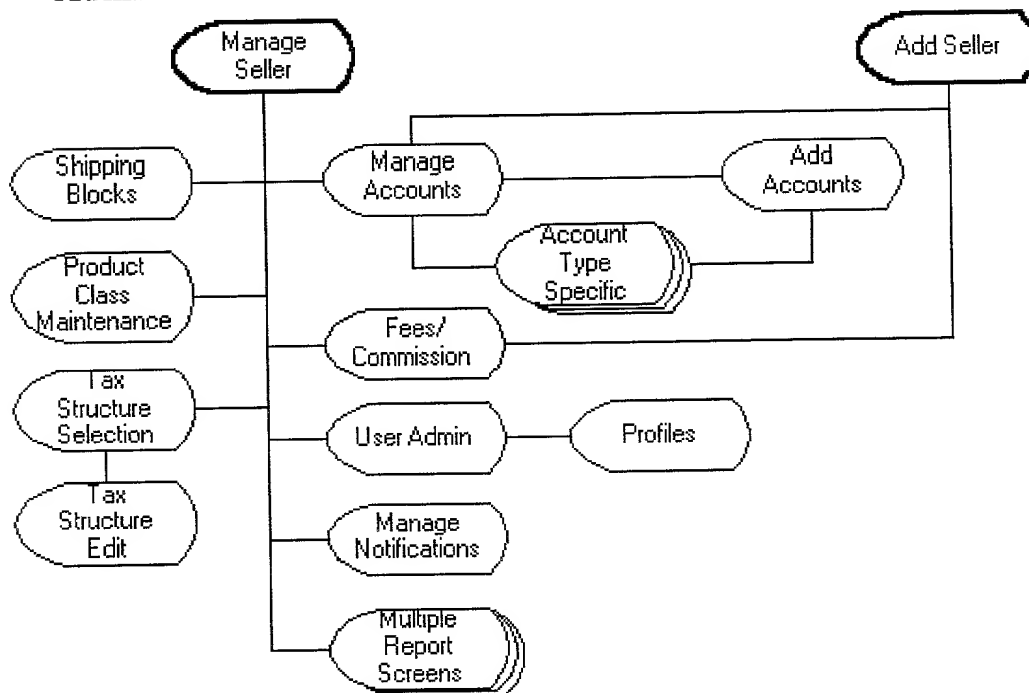 Manage
Seller
Add Seller
Shipping
Blocks
Manage
Accounts
Add
Accounts
Account
Type
Specific
Product
Class
Maintenance
Fees/
Commission
Tax
Structure
Selection
User Admin
Profiles
Tax
Structure
Edit
Manage
Notifications
Multiple
Report
Screens